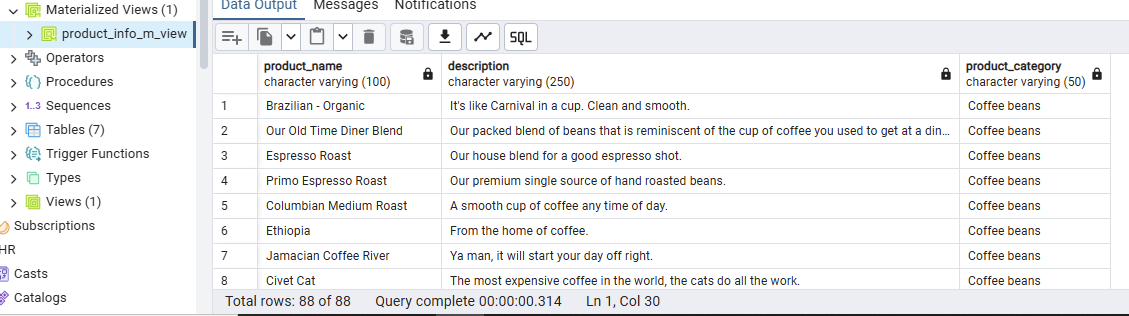 Materialized Views (1)
product_info_m_view
Operators
Procedures
1..3 Sequences
Tables (7)
Trigger Functions
Types
Views (1)
Subscriptions
HR
Casts
Catalogs
Data Output Messages Notifications
SQL
product_name description product_category
character varying (100) character varying (250) character varying (50)
1 Brazilian - Organic It's like Carnival in a cup. Clean and smooth. Coffee beans
2 Our Old Time Diner Blend Our packed blend of beans that is reminiscent of the cup of coffee you used to get at a din... Coffee beans
3 Espresso Roast Our house blend for a good espresso shot. Coffee beans
4 Primo Espresso Roast Our premium single source of hand roasted beans. Coffee beans
5 Columbian Medium Roast A smooth cup of coffee any time of day. Coffee beans
6 Ethiopia From the home of coffee. Coffee beans
7 Jamacian Coffee River Ya man, it will start your day off right. Coffee beans
8 Civet Cat The most expensive coffee in the world, the cats do all the work. Coffee beans
Total rows: 88 of 88 Query complete 00:00:00.314 Ln 1, Col 30